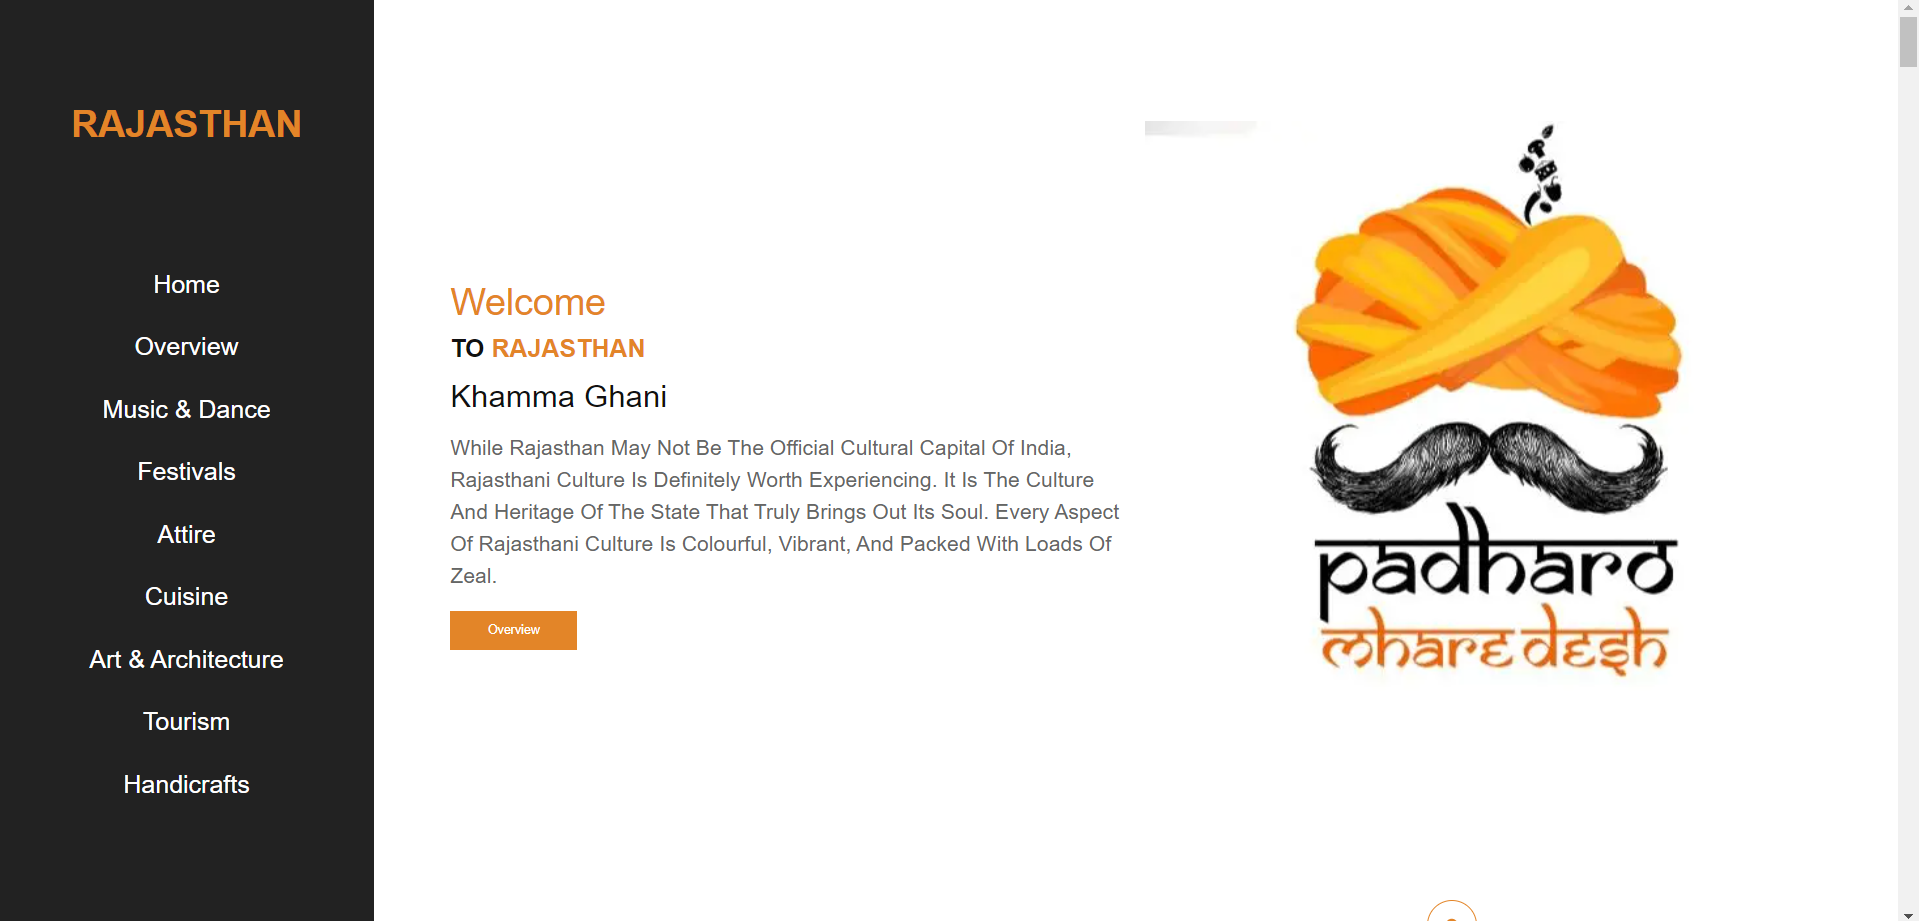 RAJASTHAN
Home
Overview
Music & Dance
Festivals
Attire
Cuisine
Art & Architecture
Tourism
Handicrafts
Welcome
TO RAJASTHAN
Khamma Ghani
While Rajasthan May Not Be The Official Cultural Capital Of India,
Rajasthani Culture Is Definitely Worth Experiencing. It Is The Culture
And Heritage Of The State That Truly Brings Out Its Soul. Every Aspect
Of Rajasthani Culture Is Colourful, Vibrant, And Packed With Loads Of
Zeal.
Overview
padharo
mhare desh